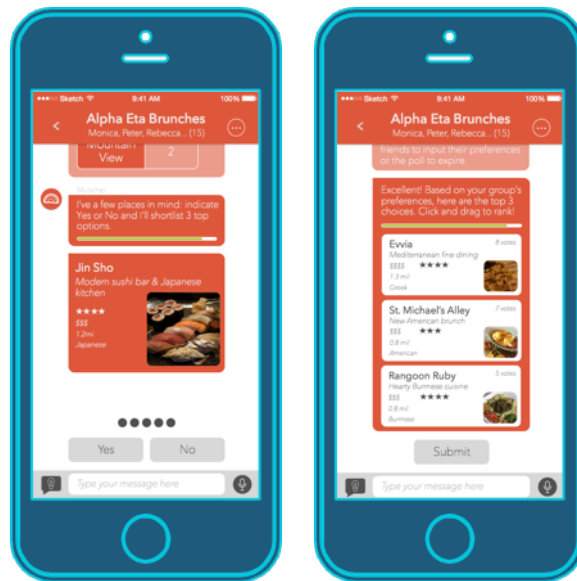 Sketch
9:41 AM
100%
Alpha Eta Brunches
Monica, Peter, Rebecca... (15)
Mountain
View
2
Muncher
I've a few places in mind: indicate
Yes or No and I'll shortlist 3 top
options.
Jin Sho
Modern sushi bar & Japanese
kitchen
★★★★
$$$
1.2mi
Japanese
Yes
No
Type your message here
Sketch
9:41 AM
100%
Alpha Eta Brunches
Monica, Peter, Rebecca... (15)
friends to input their preferences
or the poll to expire.
Excellent! Based on your group's
preferences, here are the top 3
choices. Click and drag to rank!
Evvia
8 votes
Mediterranean fine dining
$$$$ ★★★★
1.3 mil
Greek
St. Michael's Alley
7 votes
New American brunch
$$$ ★★★
0.8 mil
American
Rangoon Ruby
5 votes
Hearty Burmese cuisine
$$$ ★★★★
0.8 mil
Burmese
Submit
Type your message here